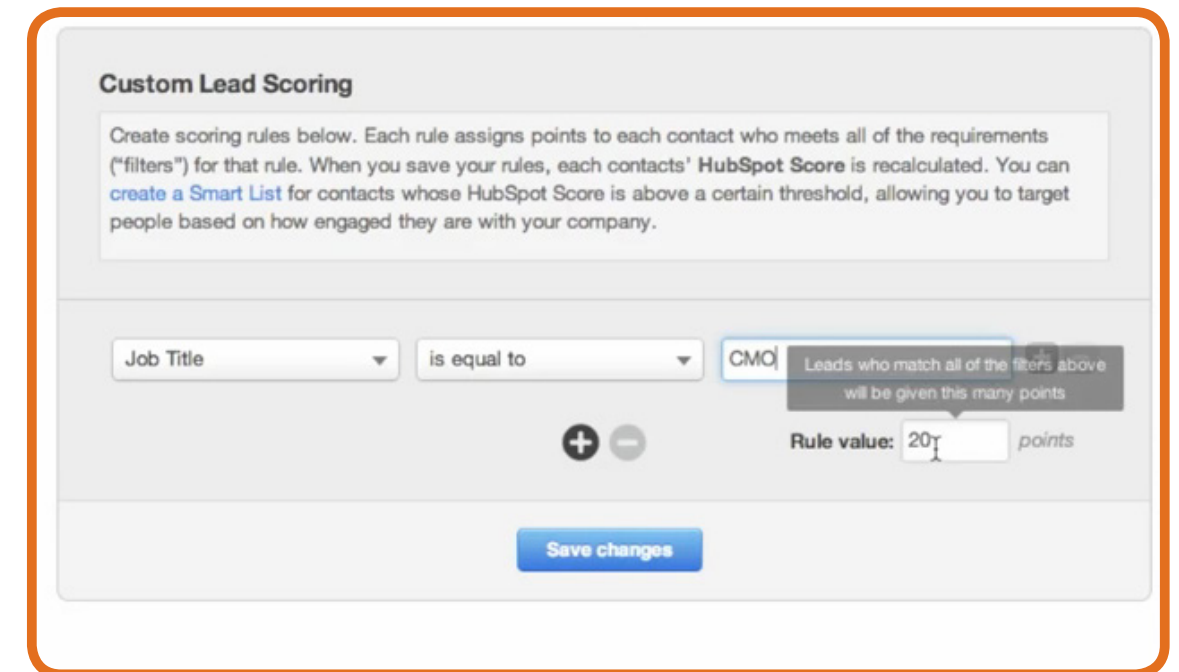 Custom Lead Scoring
Create scoring rules below. Each rule assigns points to each contact who meets all of the requirements
("filters") for that rule. When you save your rules, each contacts' HubSpot Score is recalculated. You can
create a Smart List for contacts whose HubSpot Score is above a certain threshold, allowing you to target
people based on how engaged they are with your company.
Job Title
is equal to
CMO
Leads who match all of the filters above
will be given this many points
Rule value: 20 points
Save changes